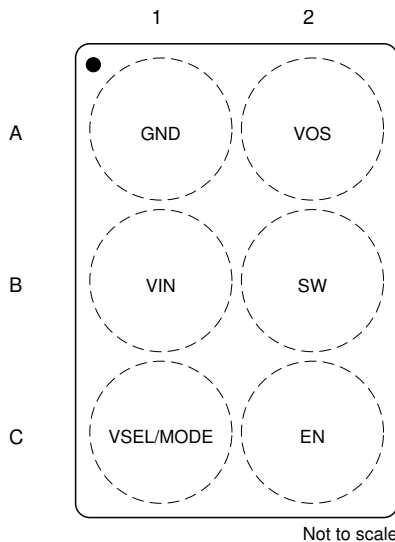 1 2
A GND VOS
B VIN SW
C VSEL/MODE EN
Not to scale